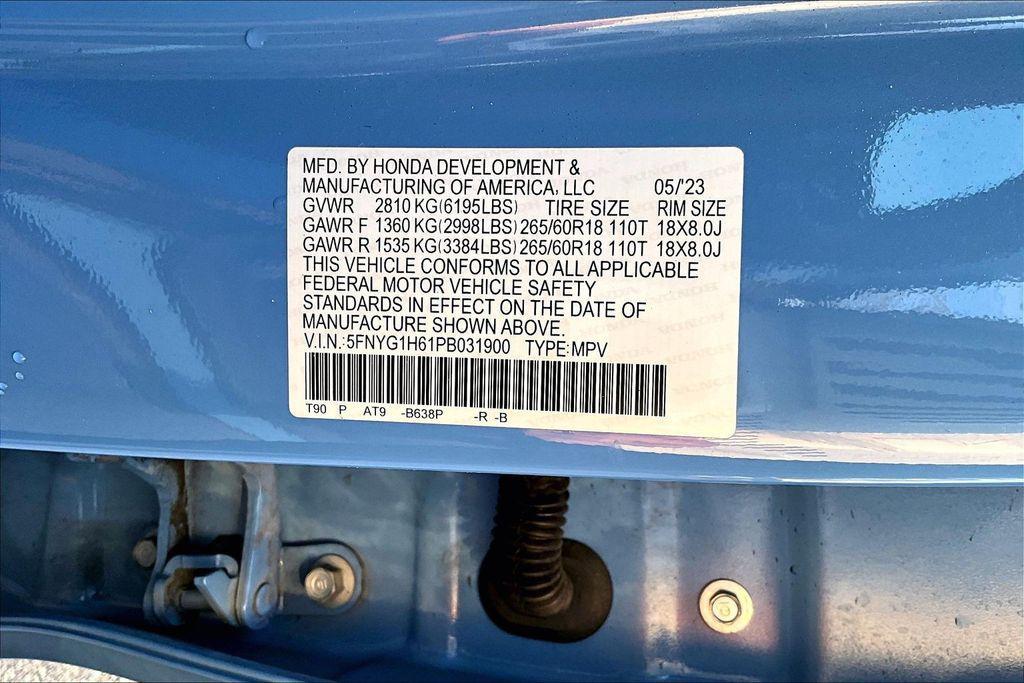 MFD. BY HONDA DEVELOPMENT &
MANUFACTURING OF AMERICA, LLC 05/'23
GVWR 2810 KG(6195LBS) TIRE SIZE RIM SIZE
GAWR F 1360 KG(2998LBS) 265/60R18 110T 18X8.0J
GAWR R 1535 KG(3384LBS) 265/60R18 110T 18X8.0J
THIS VEHICLE CONFORMS TO ALL APPLICABLE
FEDERAL MOTOR VEHICLE SAFETY
STANDARDS IN EFFECT ON THE DATE OF
MANUFACTURE SHOWN ABOVE.
V.I.N.:5FNYG1H61PB031900 TYPE:MPV
T90 P AT9 -B638P -R -B